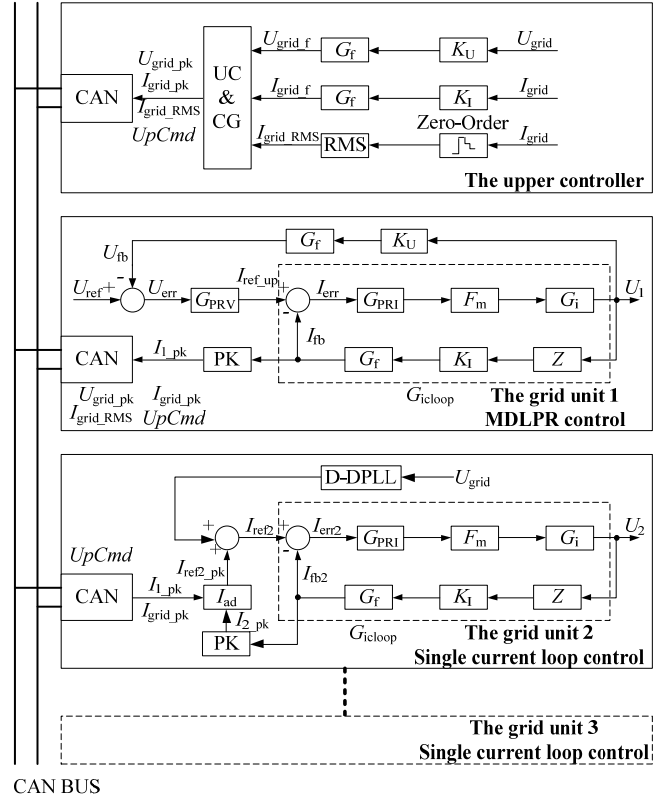 U_grid_pk
U_grid_f
G_f
K_U
U_grid
CAN
I_grid_pk
UC
&
CG
I_grid_f
G_f
K_I
I_grid
I_grid_RMS
UpCmd
I_grid_RMS
RMS
Zero-Order
I_grid
The upper controller
G_f
K_U
U_fb
-
U_ref
+
U_err
G_PRV
I_ref_up
+
-
I_err
G_PRI
F_m
G_i
U_1
I_fb
CAN
I_1_pk
PK
G_f
K_I
Z
U_grid_pk
I_grid_pk
I_grid_RMS
UpCmd
G_icloop
The grid unit 1
MDLPR control
D-DPLL
U_grid
+
+
I_ref2
+
-
I_err2
G_PRI
F_m
G_i
U_2
UpCmd
I_ref2_pk
I_fb2
CAN
I_1_pk
I_grid_pk
I_ad
G_f
K_I
Z
I_2_pk
PK
G_icloop
The grid unit 2
Single current loop control
The grid unit 3
Single current loop control
CAN BUS